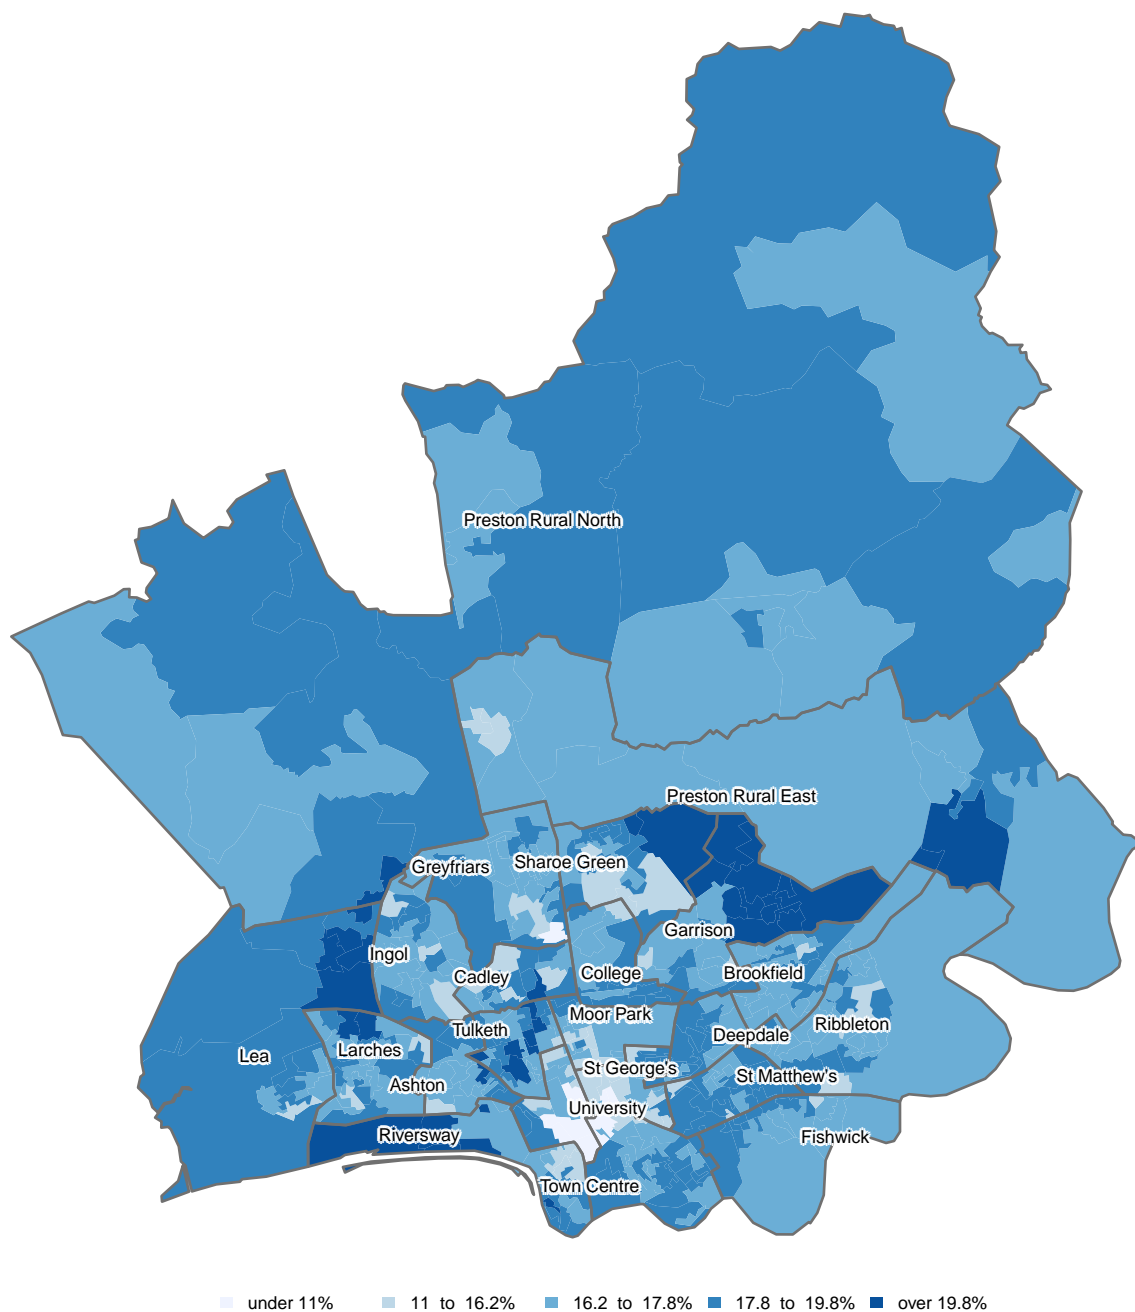 Preston Rural North
Preston Rural East
Greyfriars
Sharoe Green
Garrison
Ingol
Cadley
College
Brookfield
Moor Park
Tulketh
Ribbleton
Deepdale
Larches
Lea
St George's
St Matthew's
Ashton
University
Riversway
Fishwick
Town Centre
under 11% 11 to 16.2% 16.2 to 17.8% 17.8 to 19.8% over 19.8%